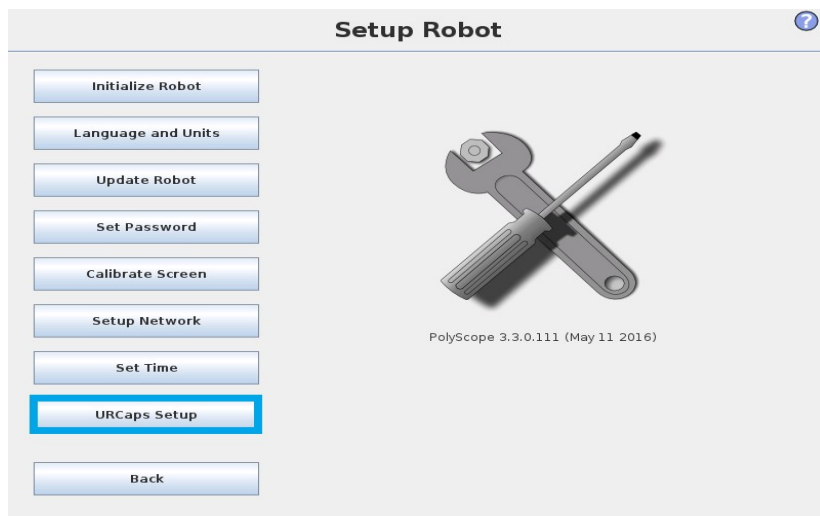 Setup Robot
?
Initialize Robot
Language and Units
Update Robot
Set Password
Calibrate Screen
Setup Network
Set Time
URCaps Setup
Back
PolyScope 3.3.0.111 (May 11 2016)